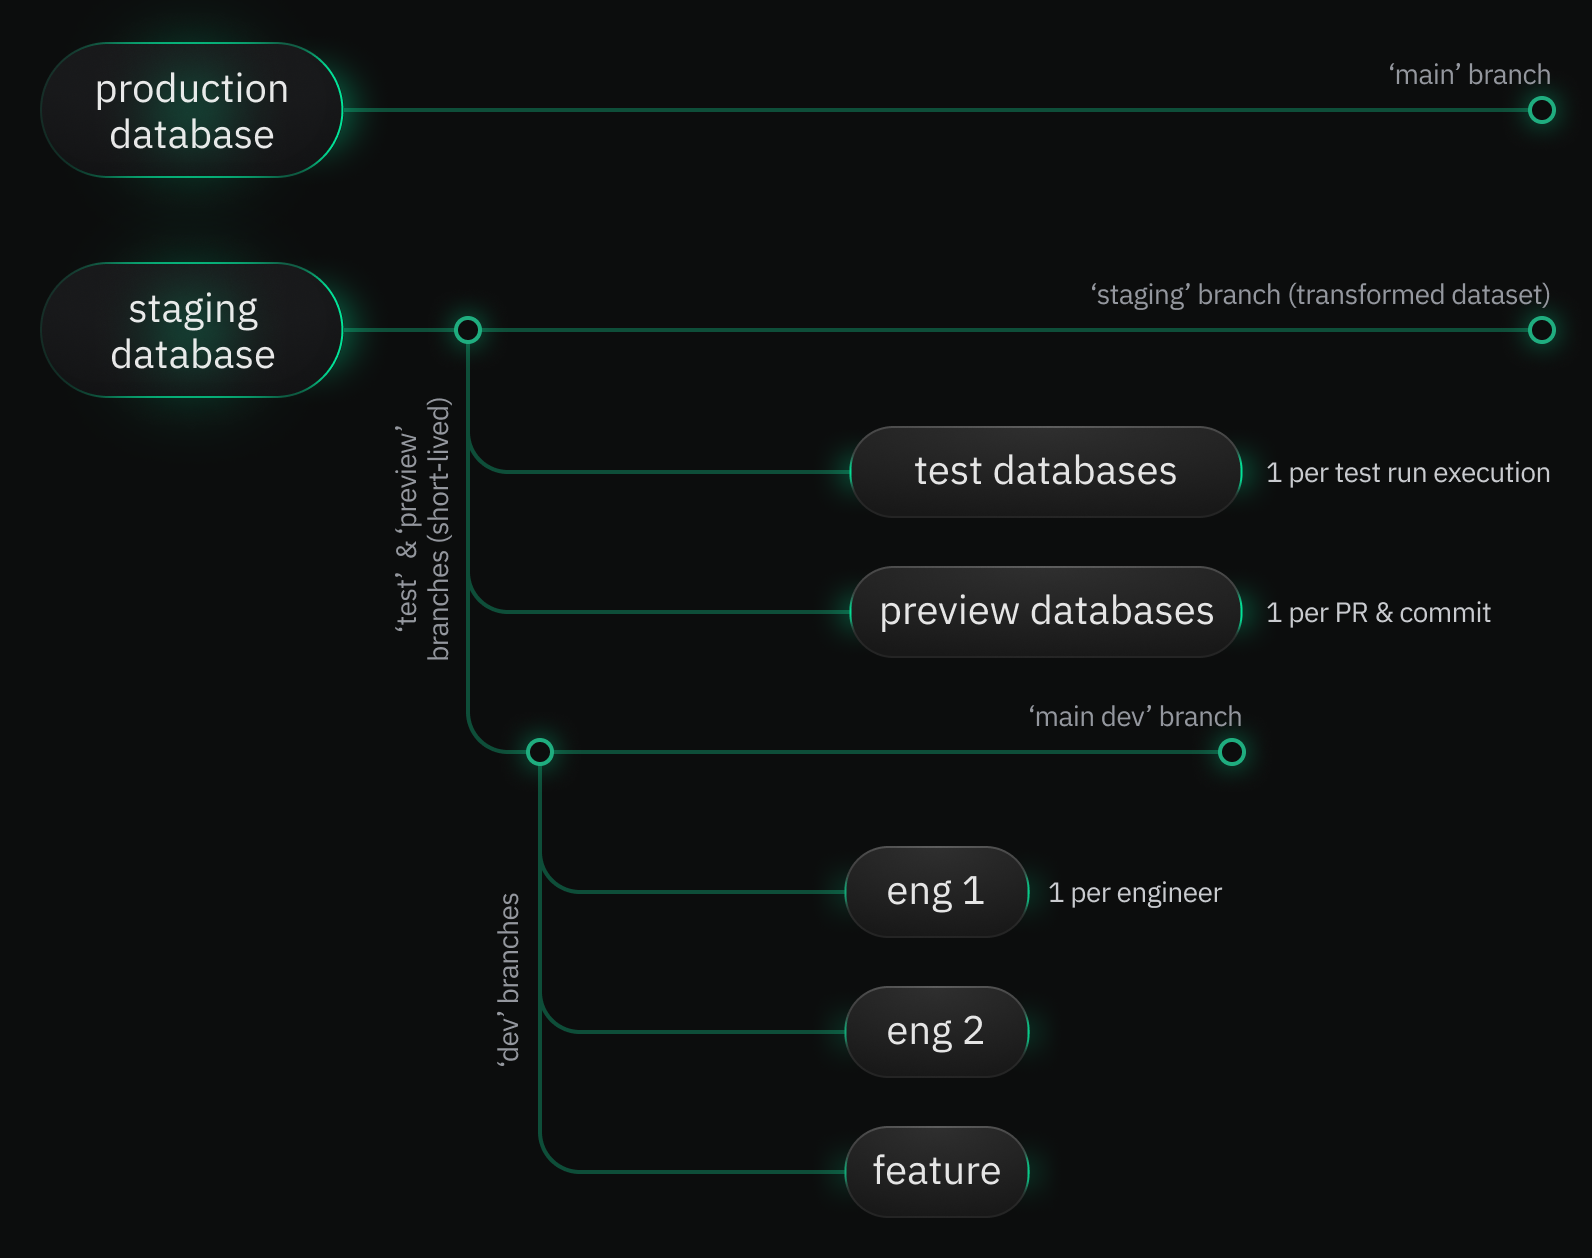 production
database
‘main’ branch
staging
database
‘staging’ branch (transformed dataset)
‘test’ & ‘preview’
branches (short-lived)
test databases
1 per test run execution
preview databases
1 per PR & commit
‘main dev’ branch
‘dev’ branches
eng 1
1 per engineer
eng 2
feature